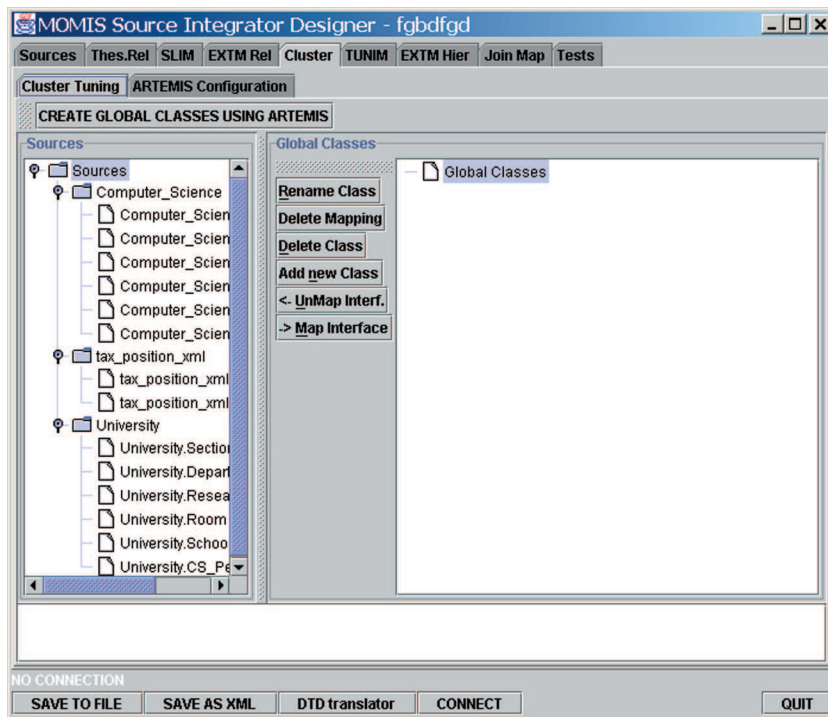 MOMIS Source Integrator Designer - fgbdfgd
Sources Thes.Rel SLIM EXTM Rel Cluster TUNIM EXTM Hier Join Map Tests
Cluster Tuning ARTEMIS Configuration
CREATE GLOBAL CLASSES USING ARTEMIS
Sources
Sources
Computer_Science
Computer_Scien
Computer_Scien
Computer_Scien
Computer_Scien
Computer_Scien
Computer_Scien
tax_position_xml
tax_position_xml
tax_position_xml
University
University.Section
University.Depart
University.Resea
University.Room
University.Schoo
University.CS_Pe
Global Classes
Rename Class
Delete Mapping
Delete Class
Add new Class
<- UnMap Interf.
-> Map Interface
Global Classes
NO CONNECTION
SAVE TO FILE SAVE AS XML DTD translator CONNECT QUIT